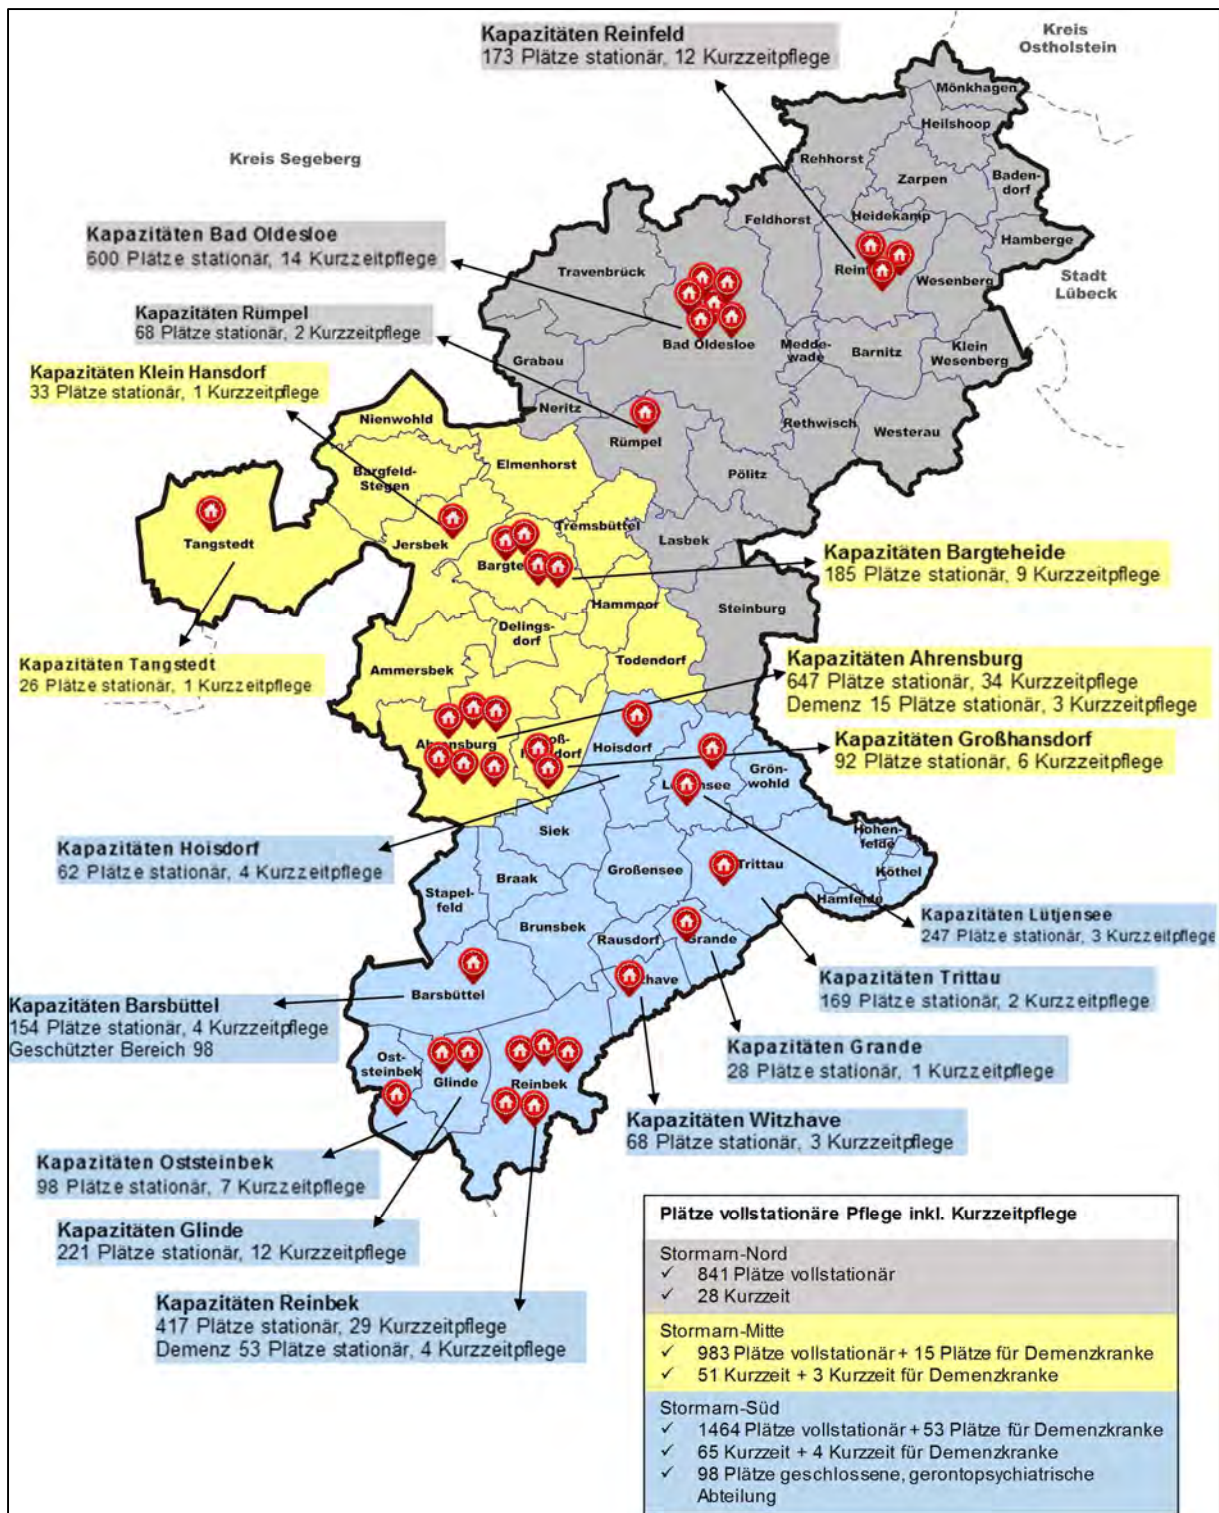 Kapazitäten Reinfeld
173 Plätze stationär, 12 Kurzzeitpflege
Kreis
Ostholstein
Mönkhagen
Heilshoop
Kreis Segeberg
Rehhorst
Zarpen
Baden-
dorf
Feldhorst
Heidekamp
Hamberge
Kapazitäten Bad Oldesloe
600 Plätze stationär, 14 Kurzzeitpflege
Travenbrück
Wesenberg
Stadt
Lübeck
Kapazitäten Rümpel
68 Plätze stationär, 2 Kurzzeitpflege
Bad Oldesloe
Medde-
wade
Barnitz
Klein
Wesenberg
Grabau
Kapazitäten Klein Hansdorf
33 Plätze stationär, 1 Kurzzeitpflege
Neritz
Nienwohld
Rümpel
Rethwisch
Westerau
Elmenhorst
Bargfeld-
Stegen
Pölitz
Tremsbüttel
Tangstedt
Jersbek
Lasbek
Kapazitäten Bargteheide
185 Plätze stationär, 9 Kurzzeitpflege
Hammoor
Steinburg
Delings-
dorf
Kapazitäten Tangstedt
26 Plätze stationär, 1 Kurzzeitpflege
Ammersbek
Todendorf
Kapazitäten Ahrensburg
647 Plätze stationär, 34 Kurzzeitpflege
Demenz 15 Plätze stationär, 3 Kurzzeitpflege
Ahrensburg
Hoisdorf
Kapazitäten Großhansdorf
92 Plätze stationär, 6 Kurzzeitpflege
Grön-
wohld
Siek
Hohen-
felde
Kapazitäten Hoisdorf
62 Plätze stationär, 4 Kurzzeitpflege
Braak
Großensee
Trittau
Köthel
Stapel-
feld
Hamfelde
Kapazitäten Lütjensee
247 Plätze stationär, 3 Kurzzeitpflege
Brunsbek
Rausdorf
Grande
Kapazitäten Trittau
169 Plätze stationär, 2 Kurzzeitpflege
Barsbüttel
Kapazitäten Barsbüttel
154 Plätze stationär, 4 Kurzzeitpflege
Geschützter Bereich 98
Kapazitäten Grande
28 Plätze stationär, 1 Kurzzeitpflege
Ost-
steinbek
Glinde
Reinbek
Kapazitäten Witzhave
68 Plätze stationär, 3 Kurzzeitpflege
Kapazitäten Oststeinbek
98 Plätze stationär, 7 Kurzzeitpflege
Kapazitäten Glinde
221 Plätze stationär, 12 Kurzzeitpflege
Kapazitäten Reinbek
417 Plätze stationär, 29 Kurzzeitpflege
Demenz 53 Plätze stationär, 4 Kurzzeitpflege
Plätze vollstationäre Pflege inkl. Kurzzeitpflege
Stormarn-Nord
✓ 841 Plätze vollstationär
✓ 28 Kurzzeit
Stormarn-Mitte
✓ 983 Plätze vollstationär + 15 Plätze für Demenzkranke
✓ 51 Kurzzeit + 3 Kurzzeit für Demenzkranke
Stormarn-Süd
✓ 1464 Plätze vollstationär + 53 Plätze für Demenzkranke
✓ 65 Kurzzeit + 4 Kurzzeit für Demenzkranke
✓ 98 Plätze geschlossene, gerontopsychiatrische
Abteilung